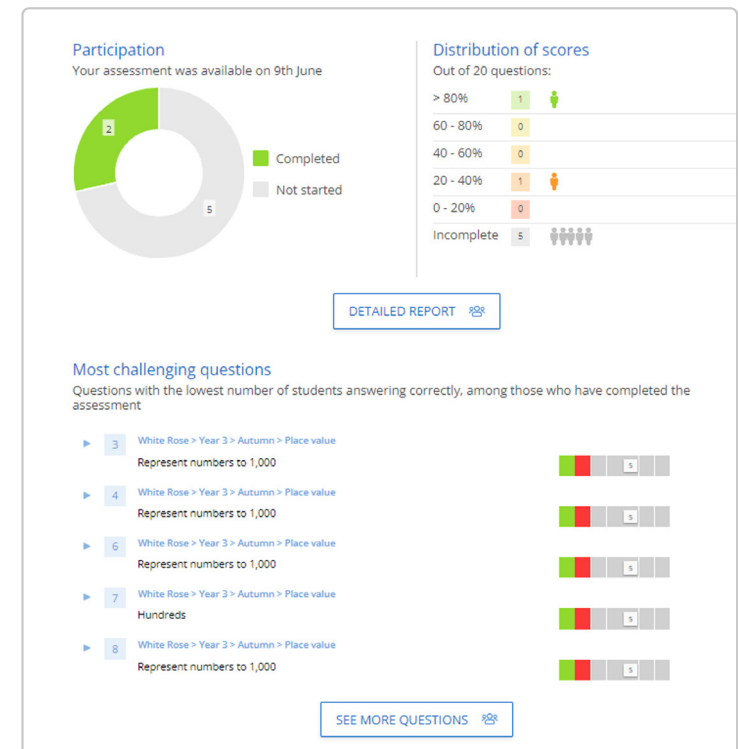 Participation
Your assessment was available on 9th June
2
5
Completed
Not started
Distribution of scores
Out of 20 questions:
> 80% 1
60 - 80% 0
40 - 60% 0
20 - 40% 1
0 - 20% 0
Incomplete 5
DETAILED REPORT
Most challenging questions
Questions with the lowest number of students answering correctly, among those who have completed the
assessment
3 White Rose > Year 3 > Autumn > Place value
Represent numbers to 1,000
5
4 White Rose > Year 3 > Autumn > Place value
Represent numbers to 1,000
5
6 White Rose > Year 3 > Autumn > Place value
Represent numbers to 1,000
5
7 White Rose > Year 3 > Autumn > Place value
Hundreds
5
8 White Rose > Year 3 > Autumn > Place value
Represent numbers to 1,000
5
SEE MORE QUESTIONS